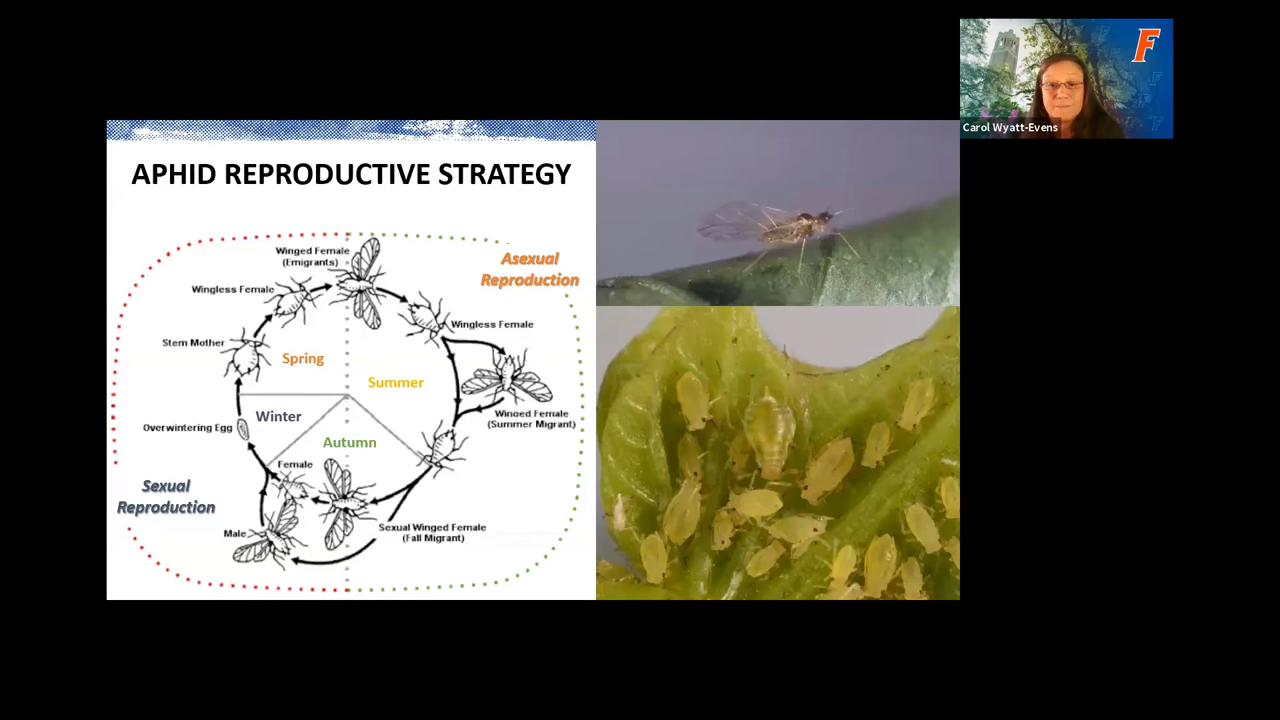 F
Carol Wyatt-Evens
APHID REPRODUCTIVE STRATEGY
Winged Female
(Emigrants)
Asexual
Reproduction
Wingless Female
Wingless Female
Stem Mother
Spring
Summer
Winged Female
(Summer Migrant)
Winter
Overwintering Egg
Autumn
Female
Sexual
Reproduction
Sexual Winged Female
(Fall Migrant)
Male